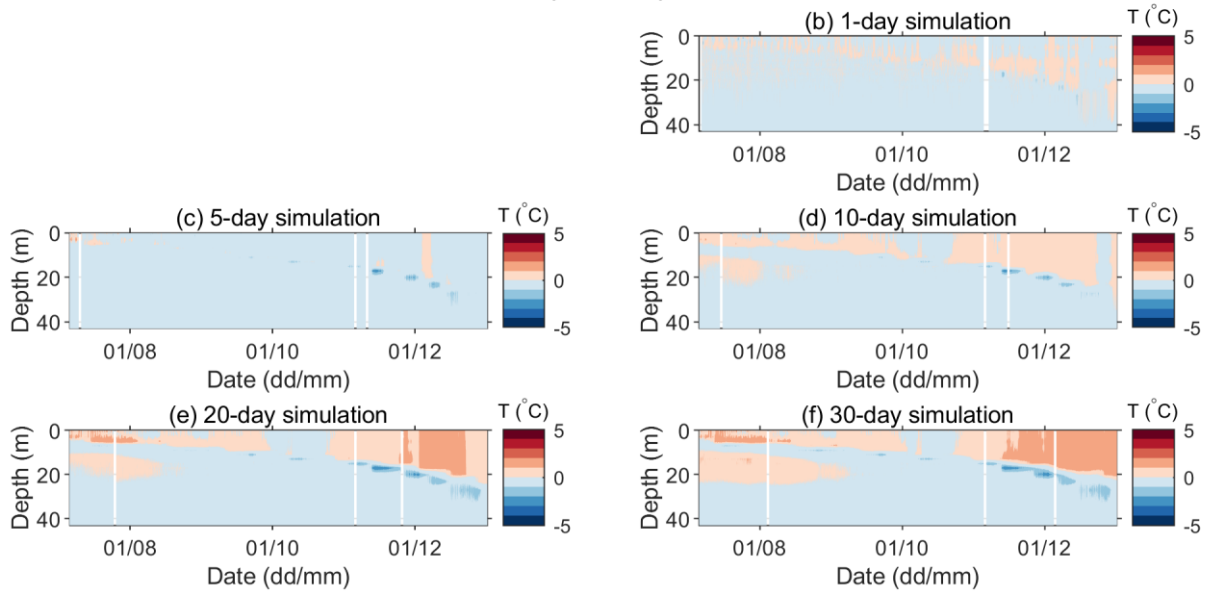 (b) 1-day simulation
T (°C)
Depth (m)
0
20
40
01/08
01/10
01/12
Date (dd/mm)
5
0
-5
(c) 5-day simulation
T (°C)
Depth (m)
0
20
40
01/08
01/10
01/12
Date (dd/mm)
5
0
-5
(d) 10-day simulation
T (°C)
Depth (m)
0
20
40
01/08
01/10
01/12
Date (dd/mm)
5
0
-5
(e) 20-day simulation
T (°C)
Depth (m)
0
20
40
01/08
01/10
01/12
Date (dd/mm)
5
0
-5
(f) 30-day simulation
T (°C)
Depth (m)
0
20
40
01/08
01/10
01/12
Date (dd/mm)
5
0
-5